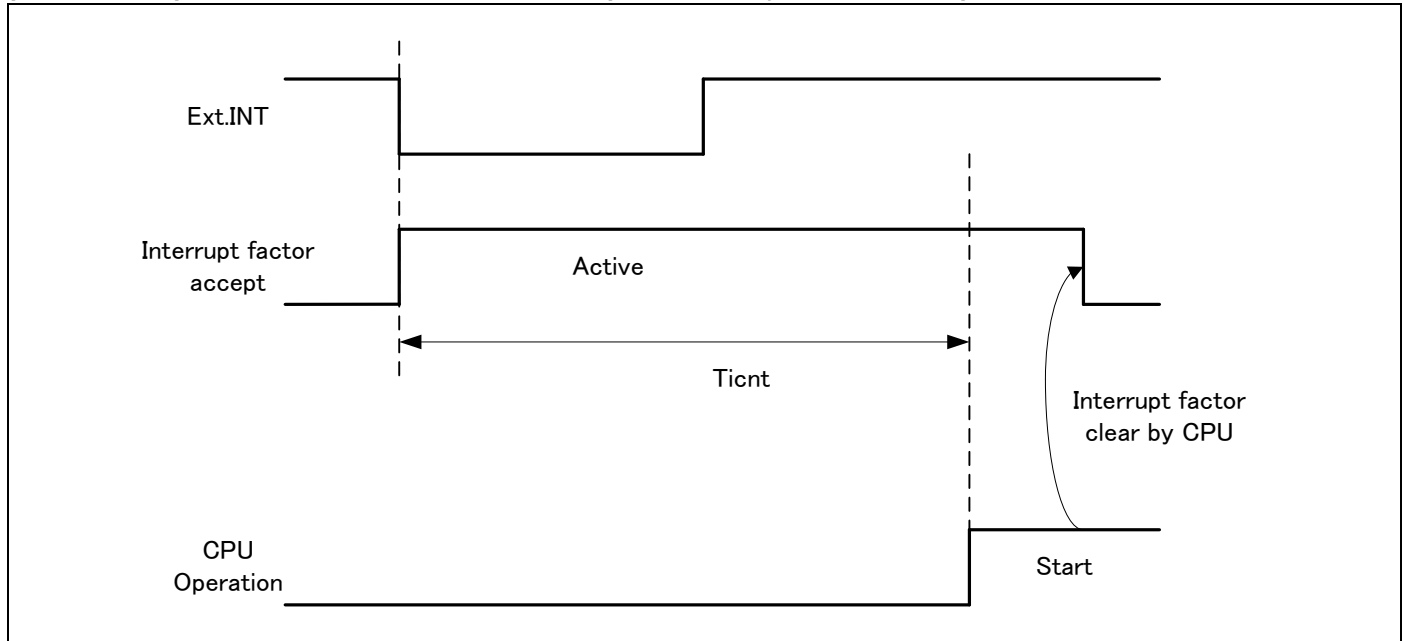 Ext.INT
Interrupt factor
accept
Active
Ticnt
Interrupt factor
clear by CPU
CPU
Operation
Start